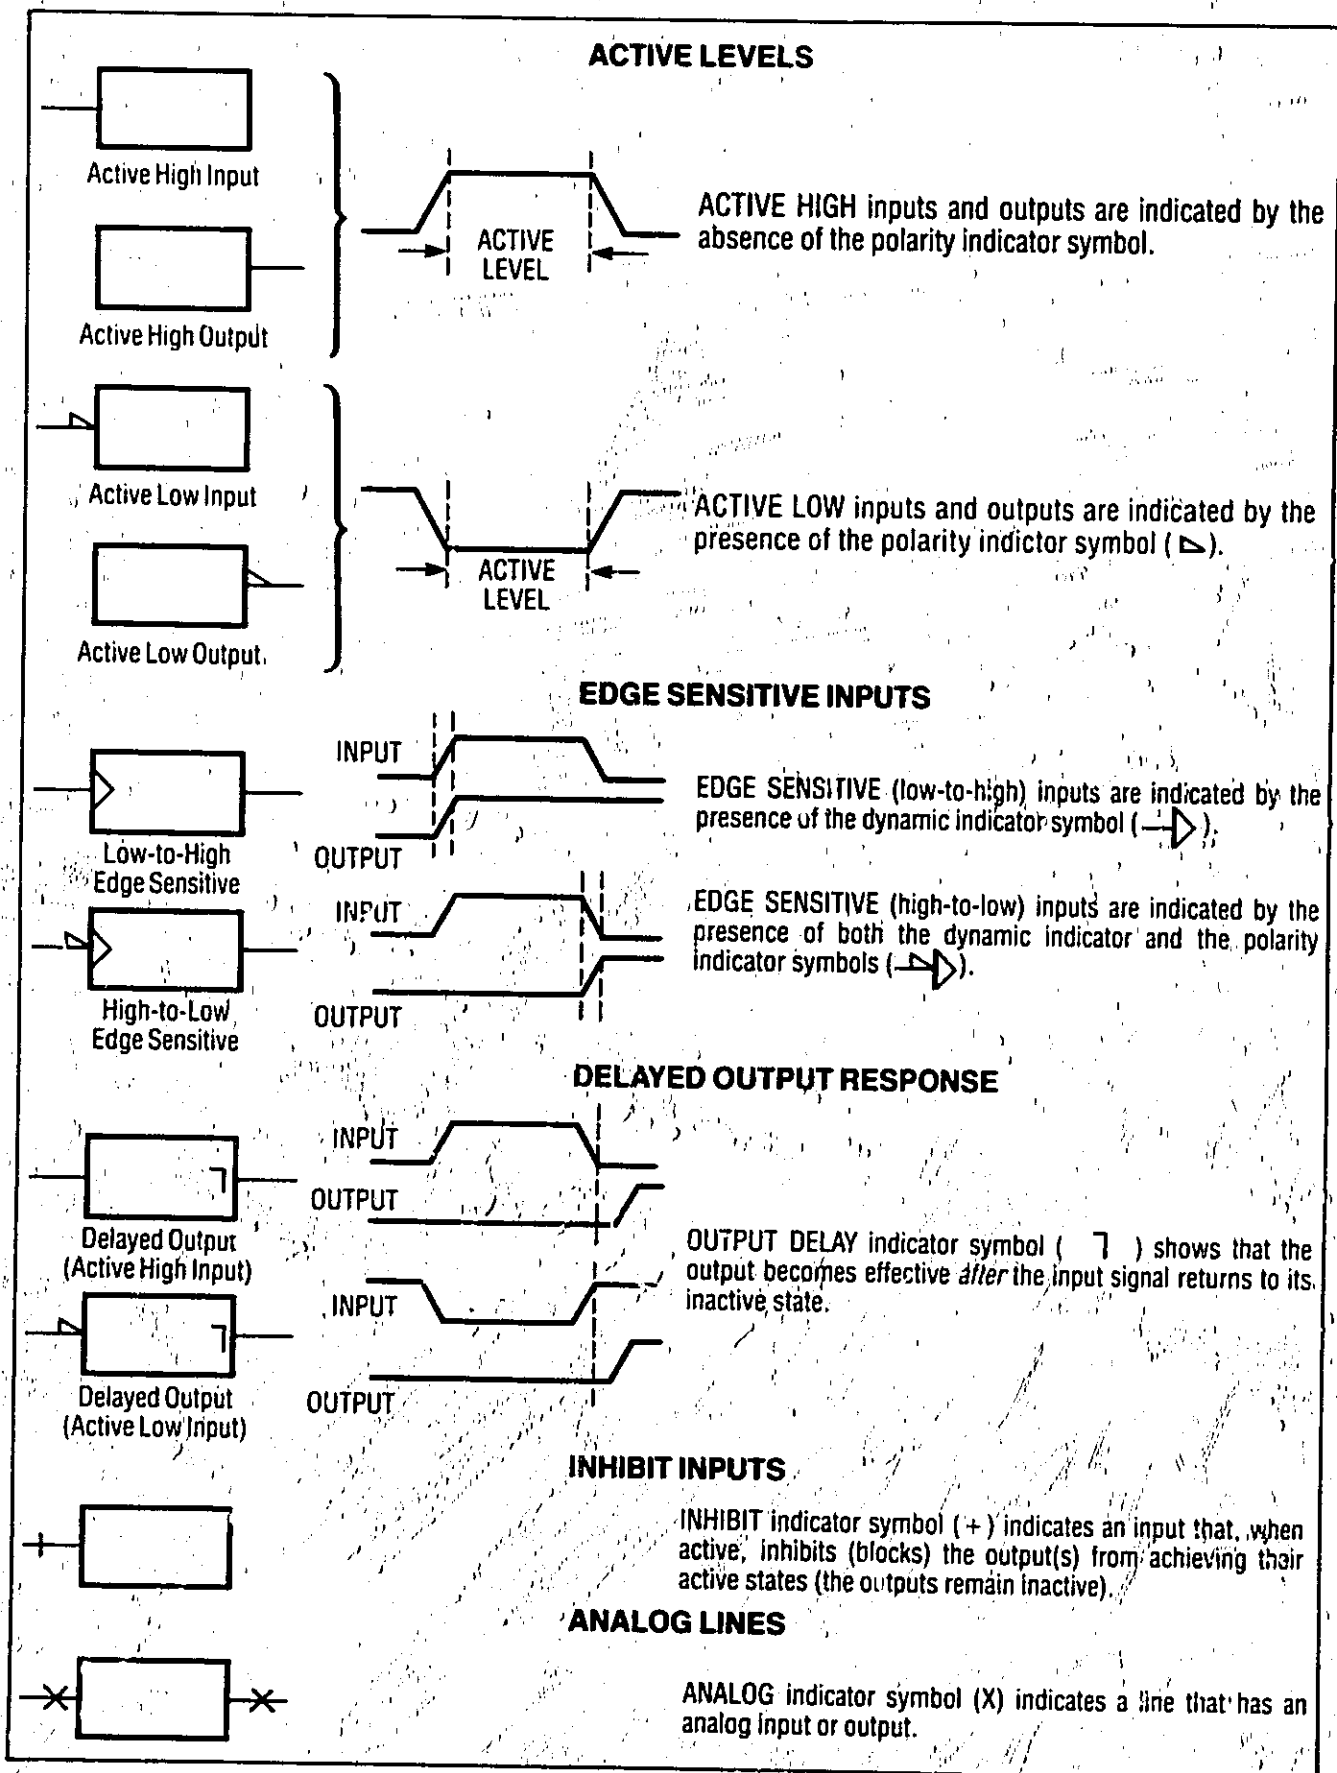 ACTIVE LEVELS
Active High Input
Active High Output
ACTIVE
LEVEL
ACTIVE HIGH inputs and outputs are indicated by the
absence of the polarity indicator symbol.
Active Low Input
Active Low Output
ACTIVE
LEVEL
ACTIVE LOW inputs and outputs are indicated by the
presence of the polarity indictor symbol ( ).
EDGE SENSITIVE INPUTS
Low-to-High
Edge Sensitive
INPUT
OUTPUT
EDGE SENSITIVE (low-to-high) inputs are indicated by the
presence of the dynamic indicator symbol ( ).
High-to-Low
Edge Sensitive
INPUT
OUTPUT
EDGE SENSITIVE (high-to-low) inputs are indicated by the
presence of both the dynamic indicator and the polarity
indicator symbols ( ).
DELAYED OUTPUT RESPONSE
Delayed Output
(Active High Input)
INPUT
OUTPUT
Delayed Output
(Active Low Input)
INPUT
OUTPUT
OUTPUT DELAY indicator symbol ( ㄱ ) shows that the
output becomes effective after the input signal returns to its
inactive state.
INHIBIT INPUTS
INHIBIT indicator symbol (+) indicates an input that, when
active, inhibits (blocks) the output(s) from achieving their
active states (the outputs remain inactive).
ANALOG LINES
ANALOG indicator symbol (X) indicates a line that has an
analog input or output.